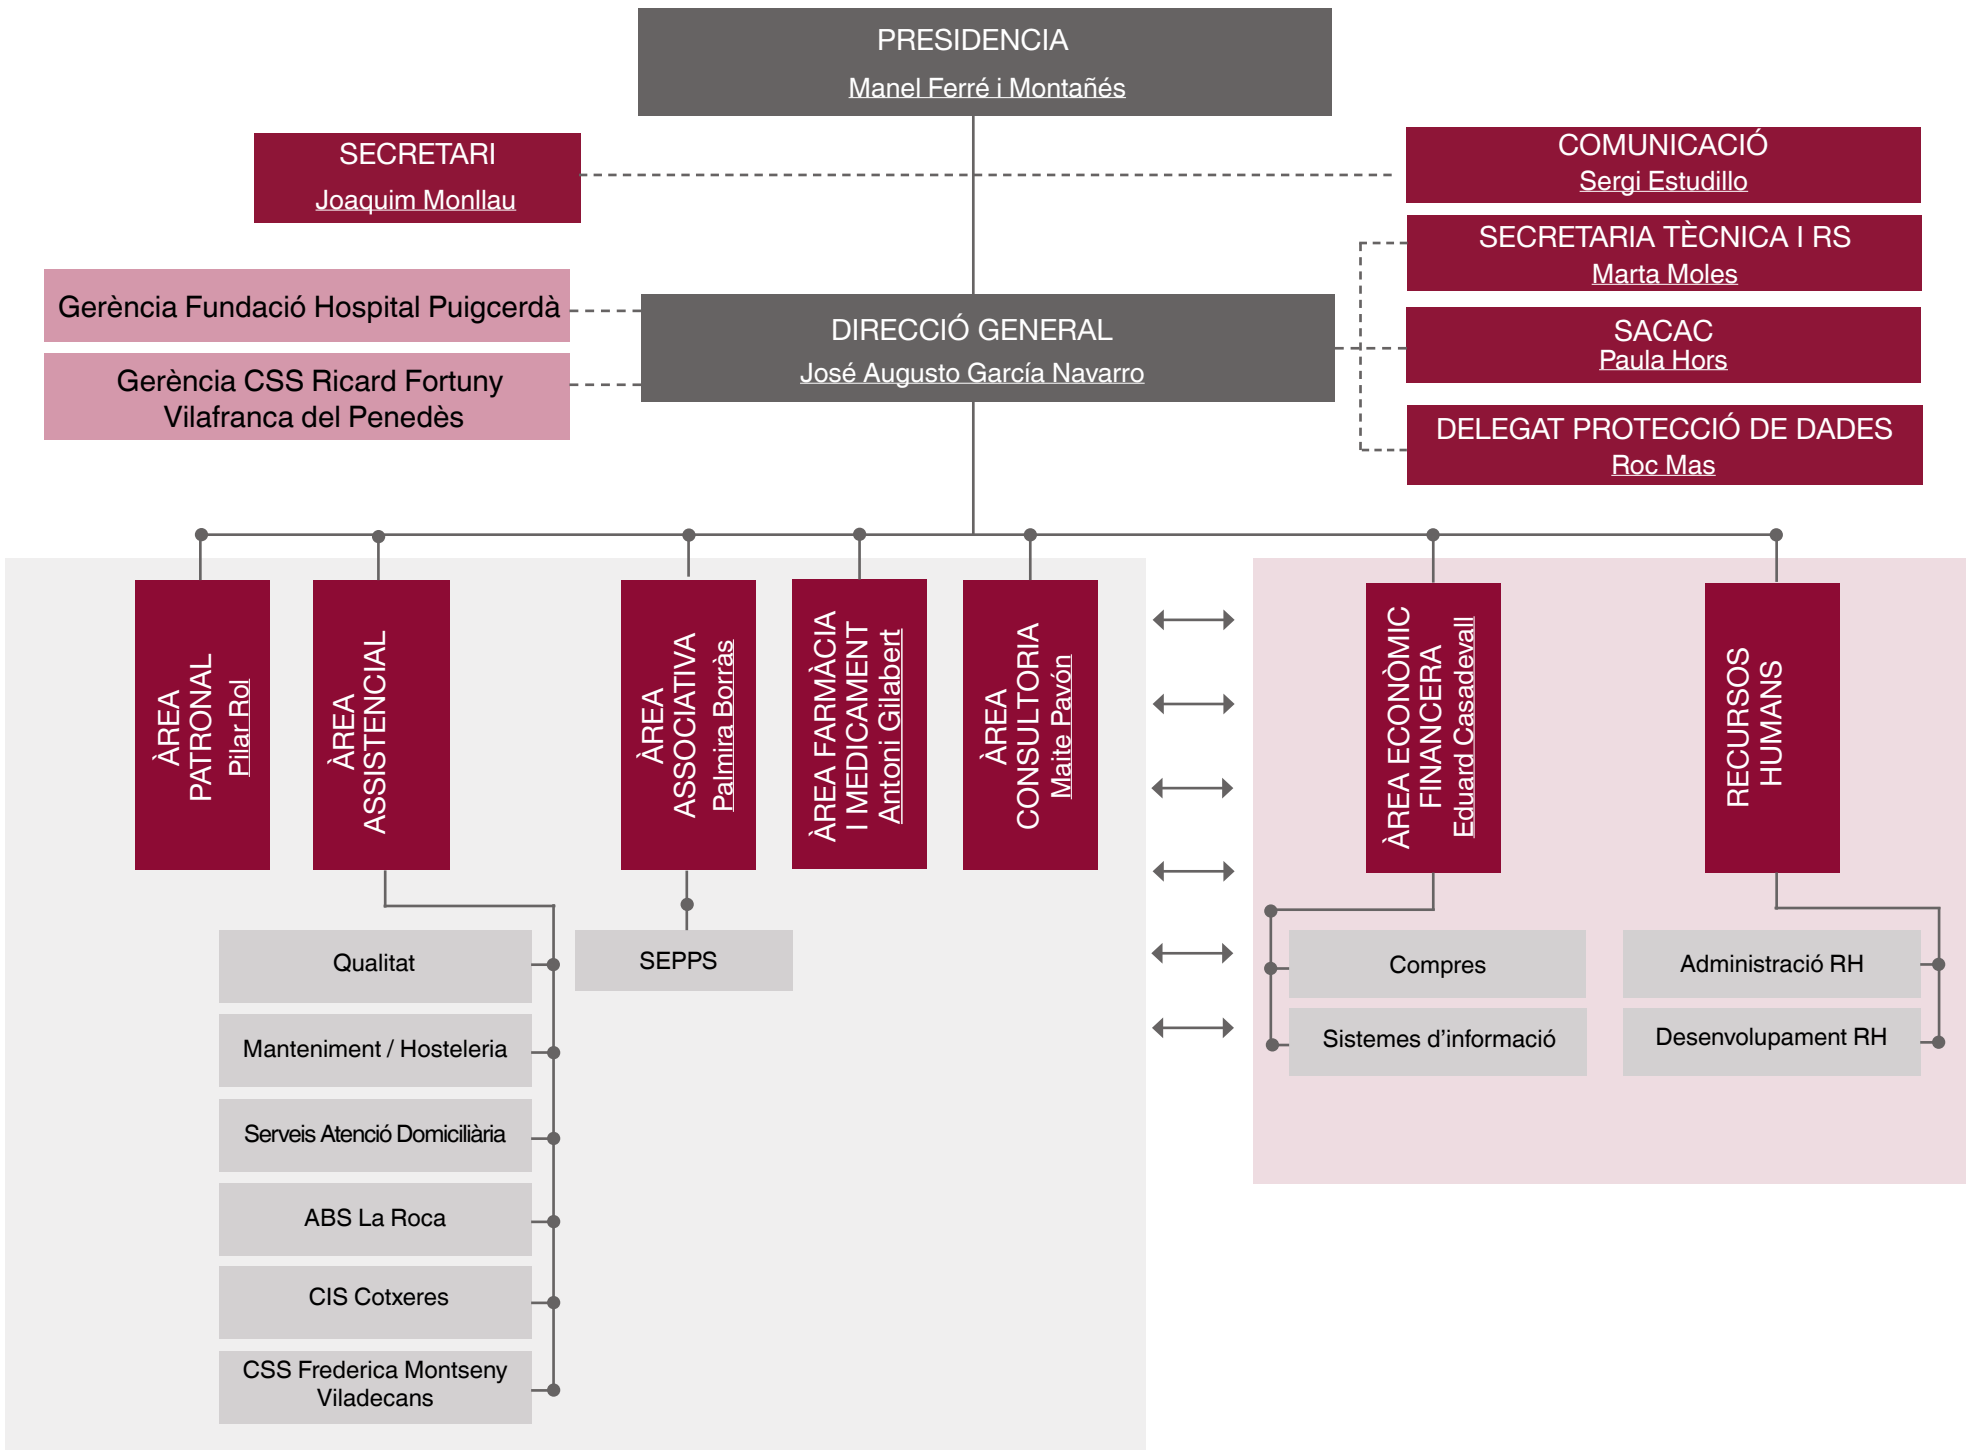 PRESIDENCIA
Manel Ferré i Montañés
SECRETARI
Joaquim Monllau
COMUNICACIÓ
Sergi Estudillo
SECRETARIA TÈCNICA I RS
Marta Moles
Gerència Fundació Hospital Puigcerdà
DIRECCIÓ GENERAL
José Augusto García Navarro
SACAC
Paula Hors
Gerència CSS Ricard Fortuny
Vilafranca del Penedès
DELEGAT PROTECCIÓ DE DADES
Roc Mas
ÀREA
PATRONAL
Pilar Rol
ÀREA
ASSISTENCIAL
ÀREA
ASSOCIATIVA
Palmira Borràs
ÀREA FARMÀCIA
I MEDICAMENT
Antoni Gilabert
ÀREA
CONSULTORIA
Maite Pavón
ÀREA ECONÒMIC
FINANCERA
Eduard Casadevall
RECURSOS
HUMANS
Qualitat
Manteniment / Hosteleria
Serveis Atenció Domiciliària
ABS La Roca
CIS Cotxeres
CSS Frederica Montseny
Viladecans
SEPPS
Compres
Sistemes d’informació
Administració RH
Desenvolupament RH